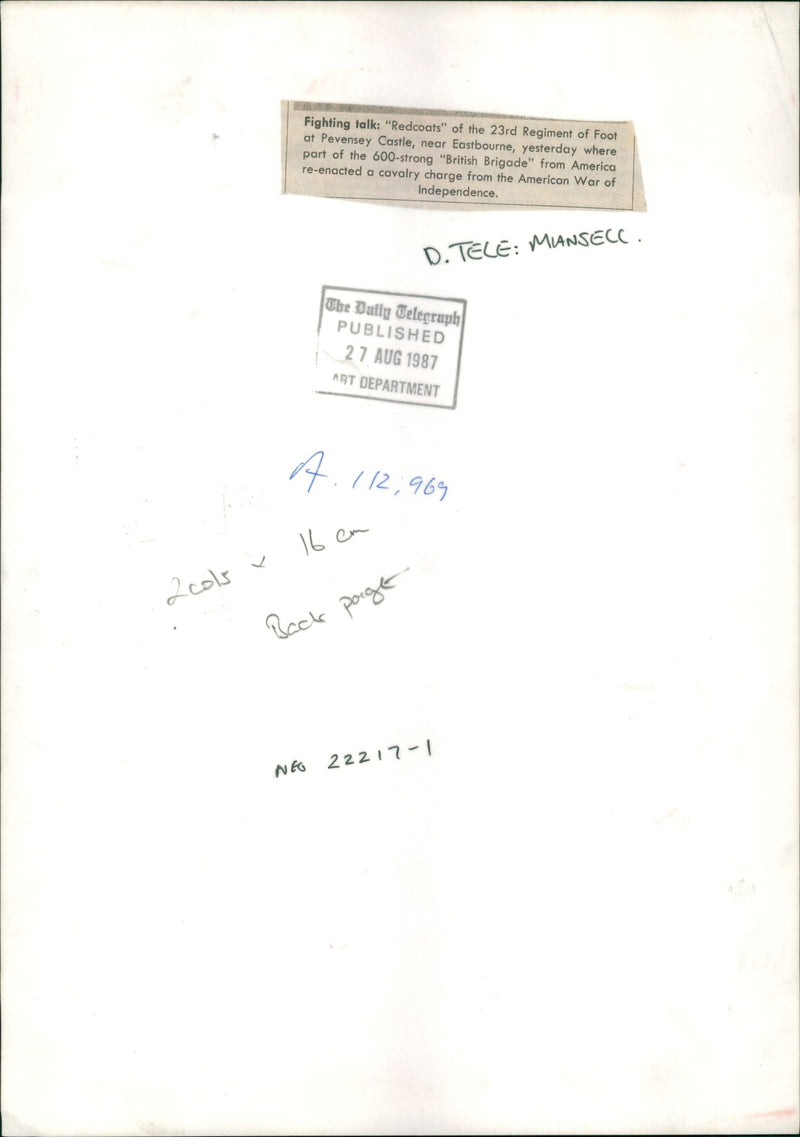 Fighting talk: "Redcoats" of the 23rd Regiment of Foot
at Pevensey Castle, near Eastbourne, yesterday where
part of the 600-strong "British Brigade" from America
re-enacted a cavalry charge from the American War of
Independence.
D. TELE: MANSELL.
The Daily Telegraph
PUBLISHED
27 AUG 1987
ART DEPARTMENT
A. 112,969
2 cols x 16 cm
Back page
NEG 22217-1